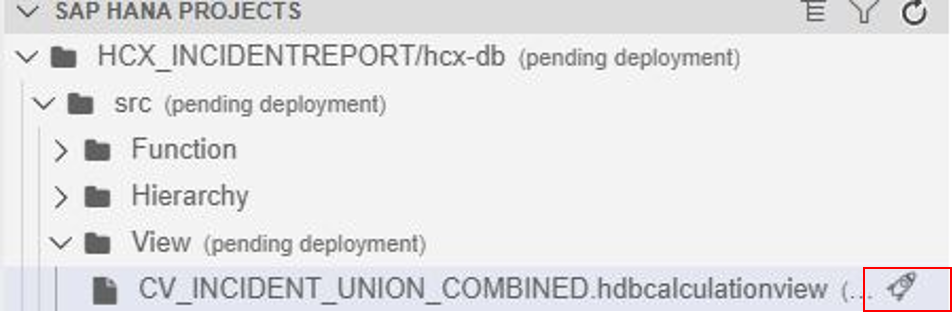 SAP HANA PROJECTS
HCX_INCIDENTREPORT/hcx-db (pending deployment)
src (pending deployment)
Function
Hierarchy
View (pending deployment)
CV_INCIDENT_UNION_COMBINED.hdbcalculationview (...